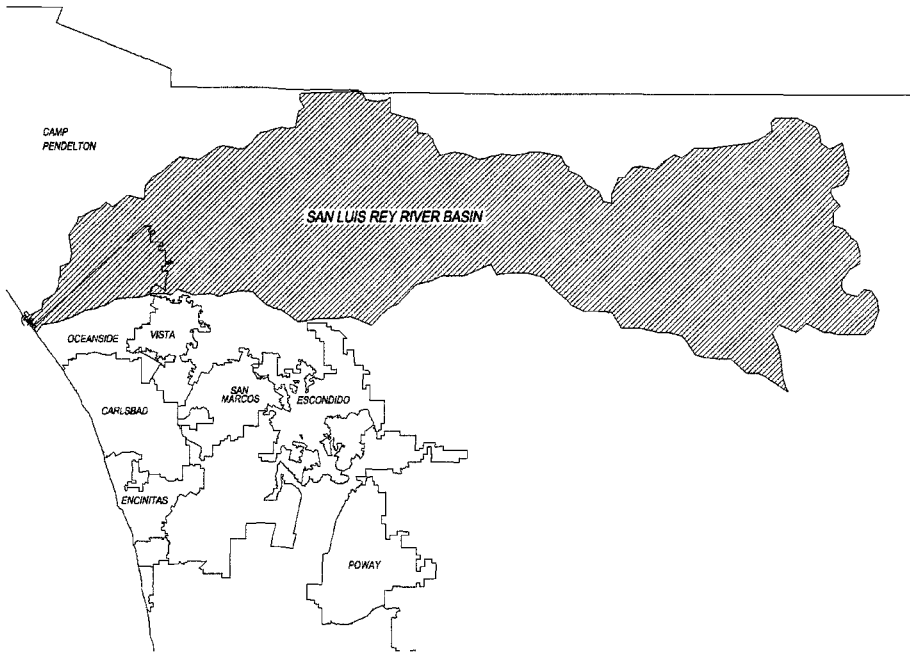 CAMP
PENDELTON
SAN LUIS REY RIVER BASIN
OCEANSIDE
VISTA
SAN
MARCOS
ESCONDIDO
CARLSBAD
ENCINITAS
POWAY